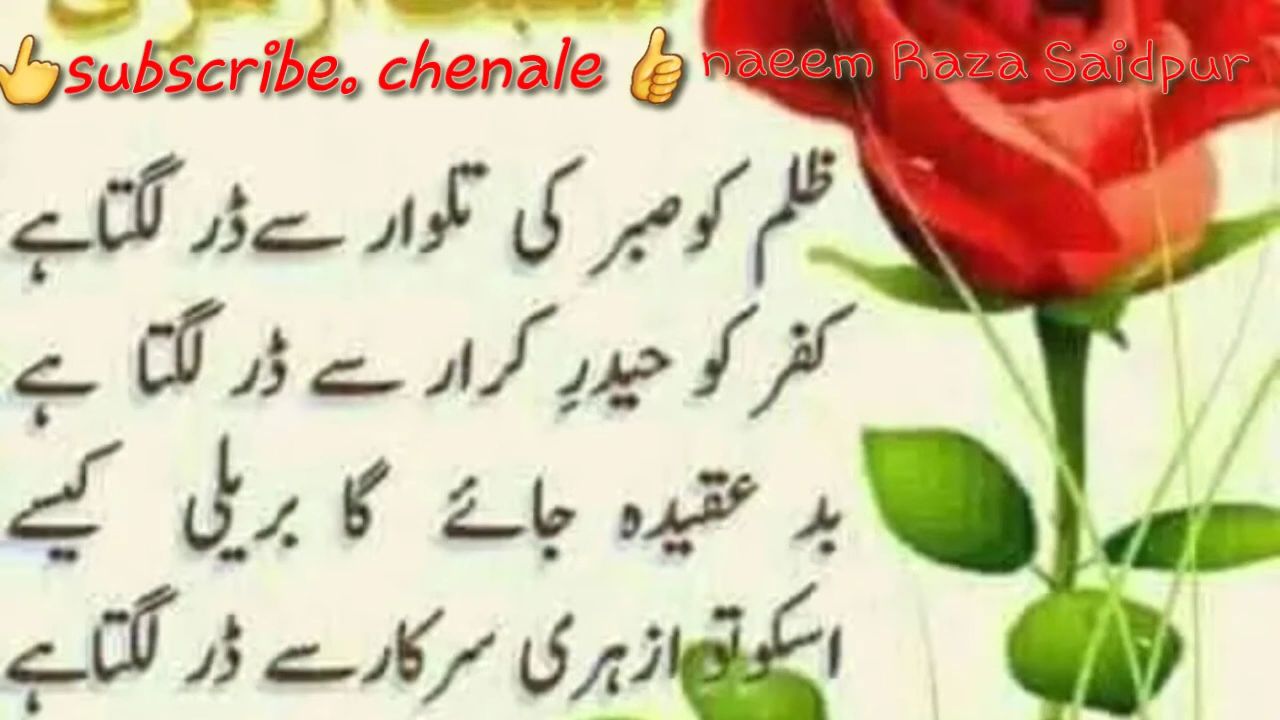 👆subscribe. chenale 👍 naeem Raza Saidpur
ظلم کو صبر کی تلوار سے ڈر لگتا ہے
کفر کو حیدرِ کرار سے ڈر لگتا ہے
بد عقیدہ جائے گا بریلی کیسے
اسکو تو ازہری سرکار سے ڈر لگتا ہے